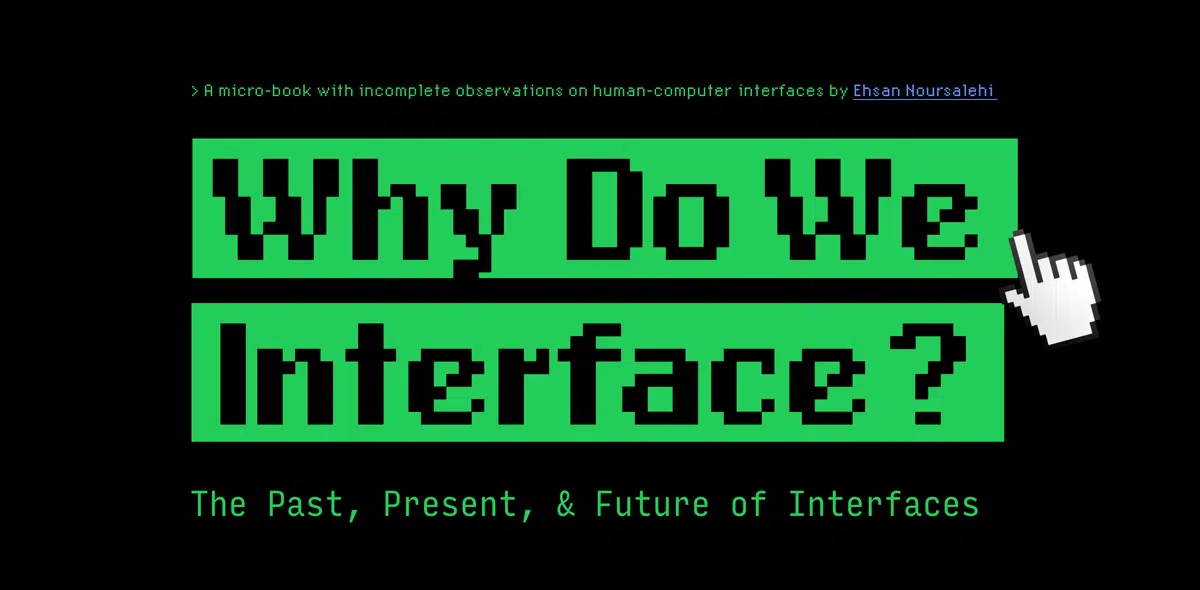 > A micro-book with incomplete observations on human-computer interfaces by Ehsan Noursalehi
Why Do We
Interface?
The Past, Present, & Future of Interfaces